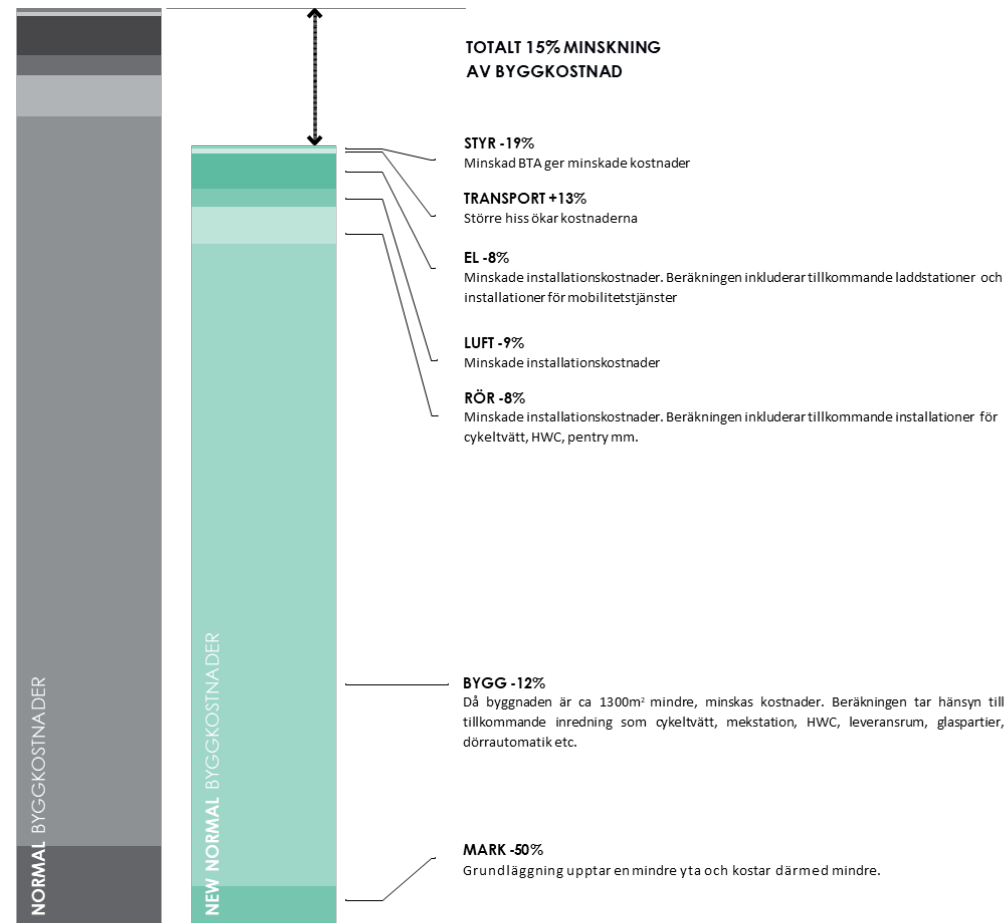 TOTALT 15% MINSKNING
AV BYGGKOSTNAD
STYR -19%
Minskad BTA ger minskade kostnader
TRANSPORT +13%
Större hiss ökar kostnaderna
EL -8%
Minskade installationskostnader. Beräkningen inkluderar tillkommande laddstationer och
installationer för mobilitetstjänster
LUFT -9%
Minskade installationskostnader
RÖR -8%
Minskade installationskostnader. Beräkningen inkluderar tillkommande installationer för
cykeltvätt, HWC, pentry mm.
BYGG -12%
Då byggnaden är ca 1300m² mindre, minskas kostnader. Beräkningen tar hänsyn till
tillkommande inredning som cykeltvätt, mekstation, HWC, leveransrum, glaspartier,
dörrautomatik etc.
MARK -50%
Grundläggning upptar en mindre yta och kostar därmed mindre.
NORMAL BYGGKOSTNADER
NEW NORMAL BYGGKOSTNADER